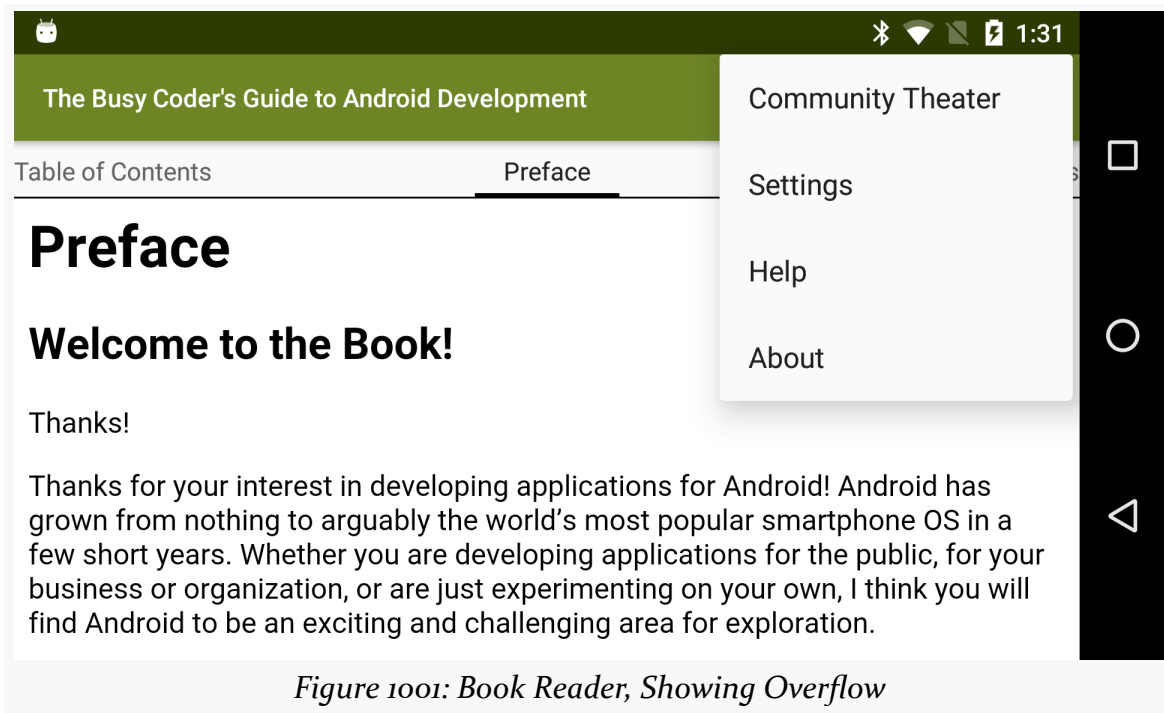 1:31
The Busy Coder's Guide to Android Development
Community Theater
Table of Contents
Preface
s
Settings
Preface
Help
Welcome to the Book!
About
Thanks!
Thanks for your interest in developing applications for Android! Android has
grown from nothing to arguably the world’s most popular smartphone OS in a
few short years. Whether you are developing applications for the public, for your
business or organization, or are just experimenting on your own, I think you will
find Android to be an exciting and challenging area for exploration.
Figure 1001: Book Reader, Showing Overflow